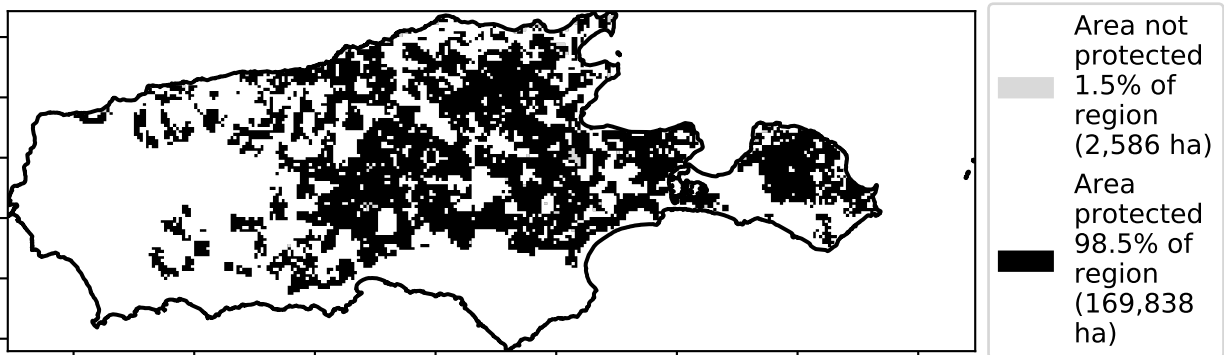 Area not
protected
1.5% of
region
(2,586 ha)
Area
protected
98.5% of
region
(169,838
ha)